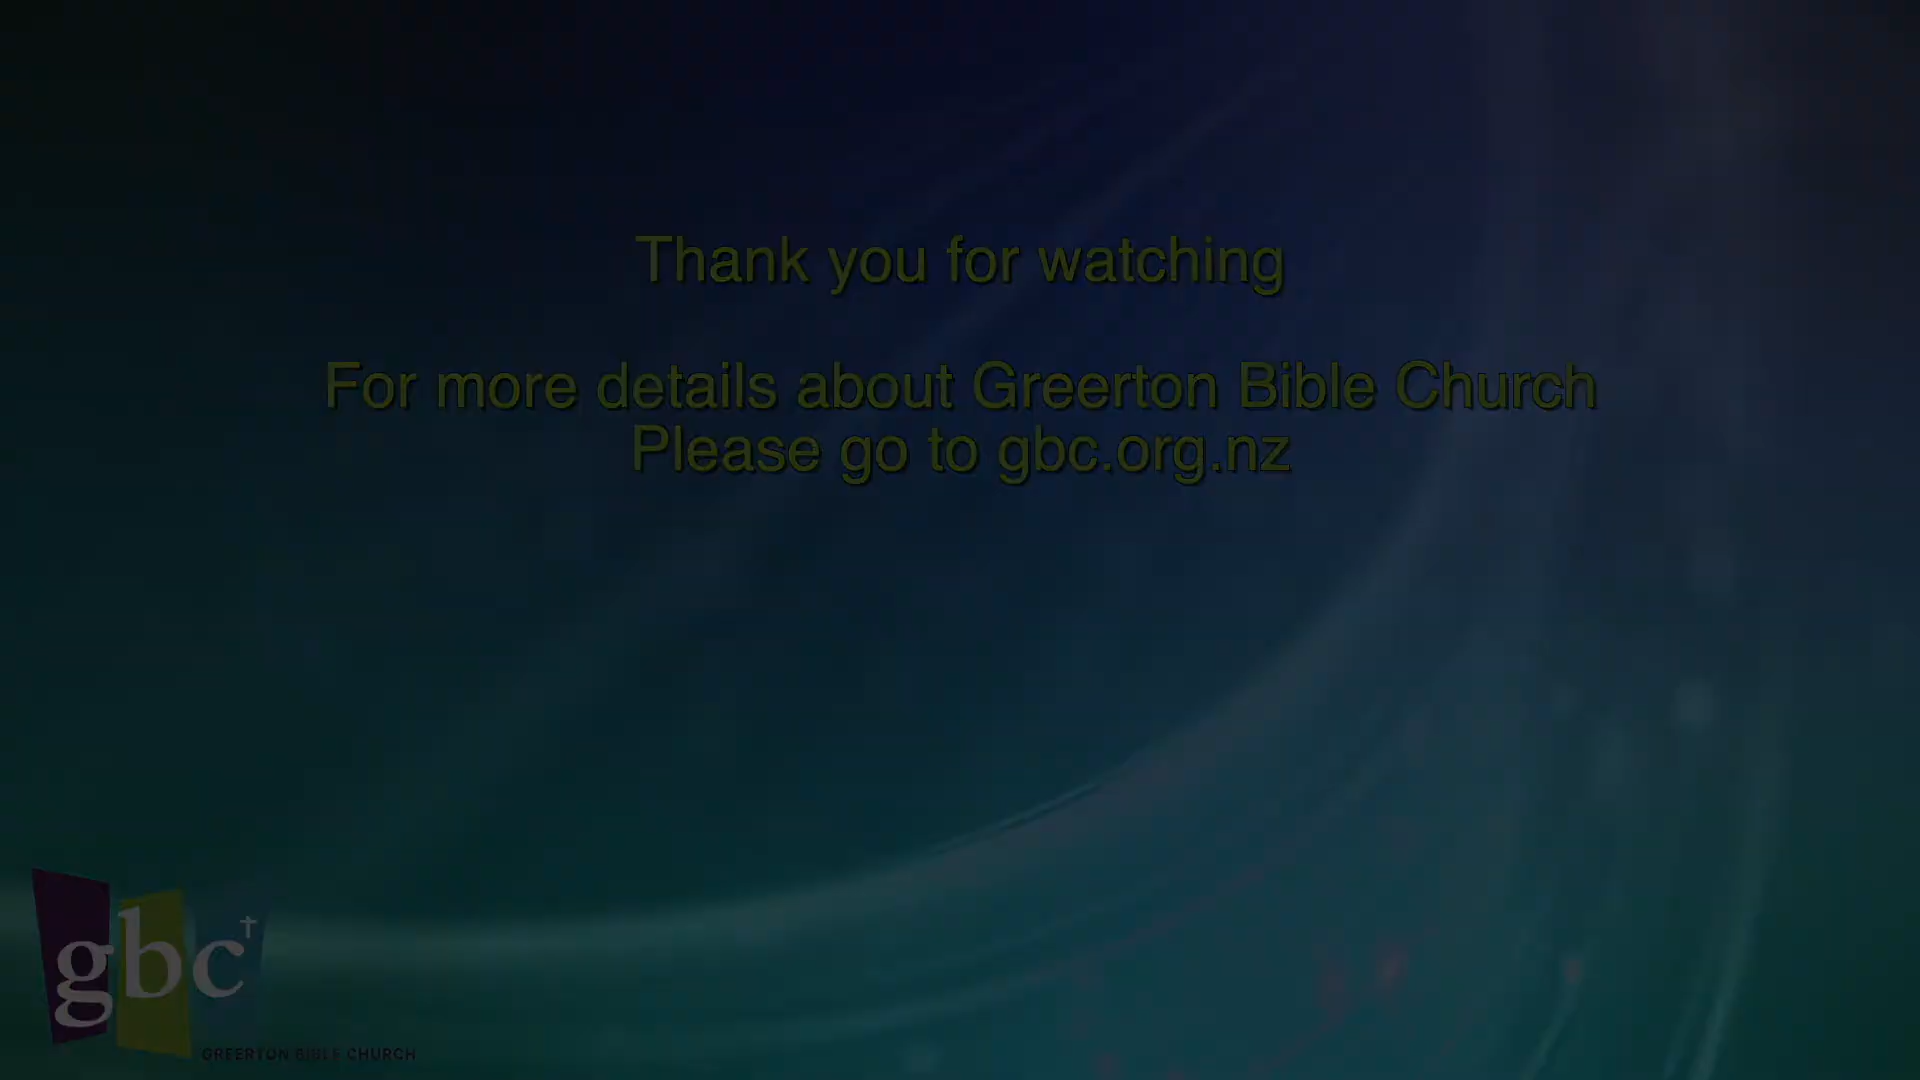 Thank you for watching
For more details about Greerton Bible Church
Please go to gbc.org.nz
gbc
GREERTON BIBLE CHURCH